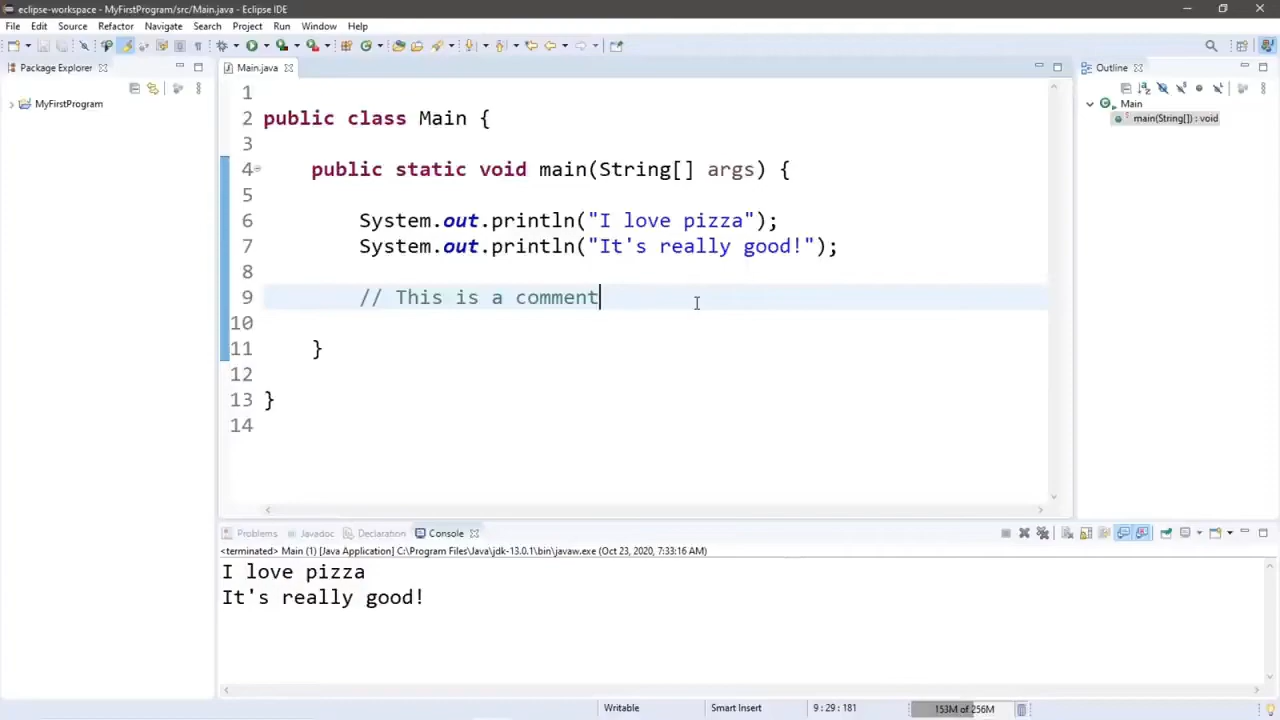 eclipse-workspace - MyFirstProgram/src/Main.java - Eclipse IDE
File Edit Source Refactor Navigate Search Project Run Window Help
Package Explorer
MyFirstProgram
Main.java
1
2 public class Main {
3
4 public static void main(String[] args) {
5
6 System.out.println("I love pizza");
7 System.out.println("It's really good!");
8
9 // This is a comment
10
11 }
12
13 }
14
Outline
Main
main(String[]) : void
Problems Javadoc Declaration Console
<terminated> Main (1) [Java Application] C:\Program Files\Java\jdk-13.0.1\bin\javaw.exe (Oct 23, 2020, 7:33:16 AM)
I love pizza
It's really good!
Writable Smart Insert 9 : 29 : 181 153M of 256M